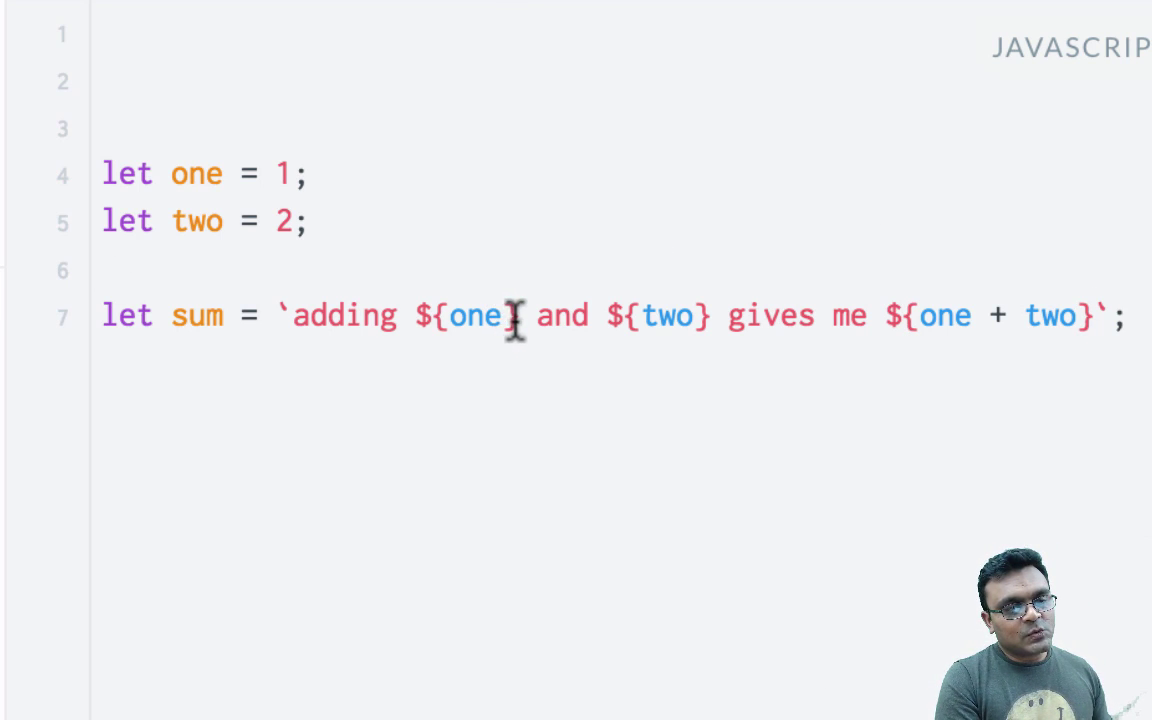 1
JAVASCRIP
2
3
4 let one = 1;
5 let two = 2;
6
7 let sum = `adding ${one} and ${two} gives me ${one + two}`;